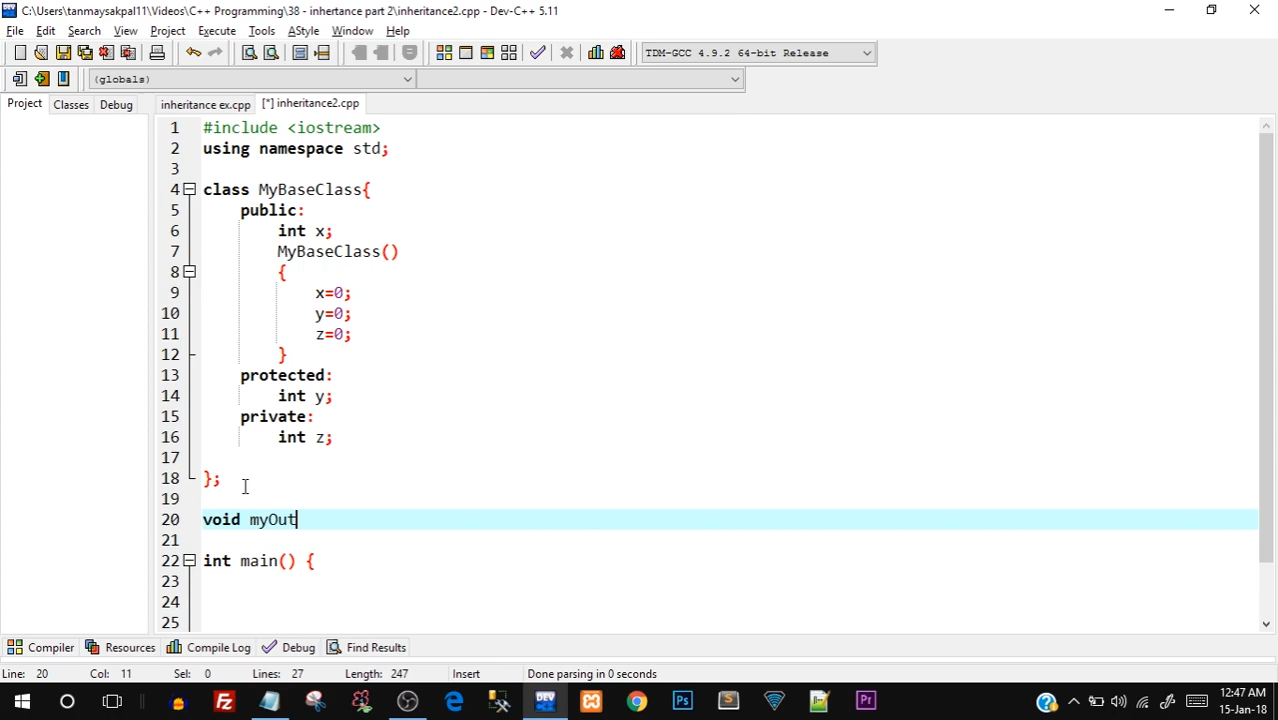 C:\Users\tanmaysakpal11\Videos\C++ Programming\38 - inhertance part 2\inheritance2.cpp - Dev-C++ 5.11
File Edit Search View Project Execute Tools AStyle Window Help
TDM-GCC 4.9.2 64-bit Release
(globals)
Project Classes Debug inheritance ex.cpp [*] inheritance2.cpp
1 #include <iostream>
2 using namespace std;
3
4 class MyBaseClass{
5 public:
6 int x;
7 MyBaseClass()
8 {
9 x=0;
10 y=0;
11 z=0;
12 }
13 protected:
14 int y;
15 private:
16 int z;
17
18 };
19
20 void myOut
21
22 int main() {
23
24
25
Compiler Resources Compile Log Debug Find Results
Line: 20 Col: 11 Sel: 0 Lines: 27 Length: 247 Insert Done parsing in 0 seconds
12:47 AM
15-Jan-18